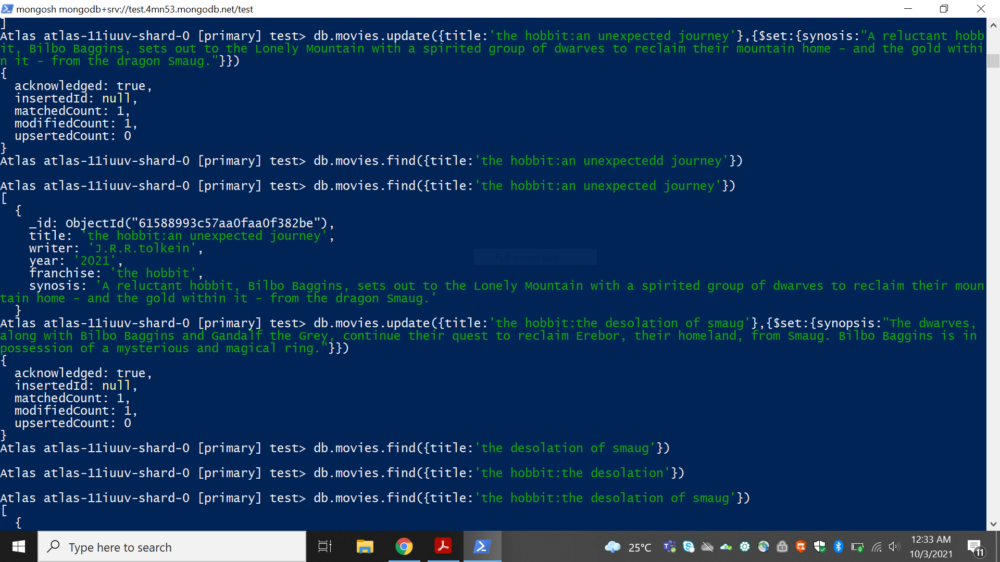 mongosh mongodb+srv://test.4mn53.mongodb.net/test
]
Atlas atlas-11iuuv-shard-0 [primary] test> db.movies.update({title:'the hobbit:an unexpected journey'},{$set:{synosis:"A reluctant hobb
it, Bilbo Baggins, sets out to the Lonely Mountain with a spirited group of dwarves to reclaim their mountain home - and the gold withi
n it - from the dragon Smaug."}})
{
  acknowledged: true,
  insertedId: null,
  matchedCount: 1,
  modifiedCount: 1,
  upsertedCount: 0
}
Atlas atlas-11iuuv-shard-0 [primary] test> db.movies.find({title:'the hobbit:an unexpectedd journey'})
Atlas atlas-11iuuv-shard-0 [primary] test> db.movies.find({title:'the hobbit:an unexpected journey'})
[
  {
    _id: ObjectId("61588993c57aa0faa0f382be"),
    title: 'the hobbit:an unexpected journey',
    writer: 'J.R.R.tolkein',
    year: '2021',
    franchise: 'the hobbit',
    synosis: 'A reluctant hobbit, Bilbo Baggins, sets out to the Lonely Mountain with a spirited group of dwarves to reclaim their moun
tain home - and the gold within it - from the dragon Smaug.'
  }
Full-screen Snip
Atlas atlas-11iuuv-shard-0 [primary] test> db.movies.update({title:'the hobbit:the desolation of smaug'},{$set:{synopsis:"The dwarves,
along with Bilbo Baggins and Gandalf the Grey, continue their quest to reclaim Erebor, their homeland, from Smaug. Bilbo Baggins is in
possession of a mysterious and magical ring."}})
{
  acknowledged: true,
  insertedId: null,
  matchedCount: 1,
  modifiedCount: 1,
  upsertedCount: 0
}
Atlas atlas-11iuuv-shard-0 [primary] test> db.movies.find({title:'the desolation of smaug'})
Atlas atlas-11iuuv-shard-0 [primary] test> db.movies.find({title:'the hobbit:the desolation'})
Atlas atlas-11iuuv-shard-0 [primary] test> db.movies.find({title:'the hobbit:the desolation of smaug'})
[
  {
Type here to search
25°C
12:33 AM
10/3/2021
11